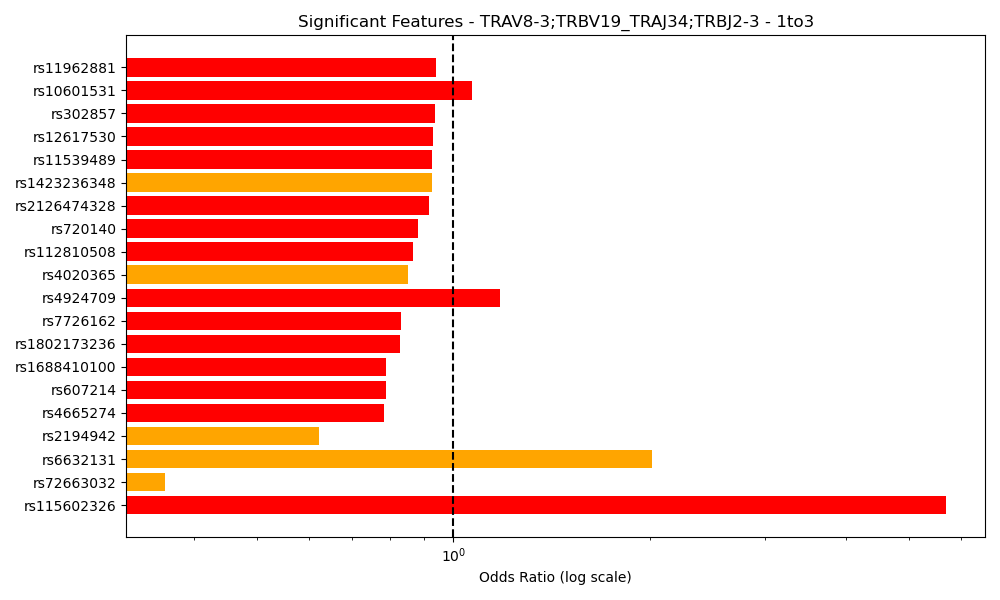 Significant Features - TRAV8-3;TRBV19_TRAJ34;TRBJ2-3 - 1to3
rs11962881
rs10601531
rs302857
rs12617530
rs11539489
rs1423236348
rs2126474328
rs720140
rs112810508
rs4020365
rs4924709
rs7726162
rs1802173236
rs1688410100
rs607214
rs4665274
rs2194942
rs6632131
rs72663032
rs115602326
10⁰
Odds Ratio (log scale)